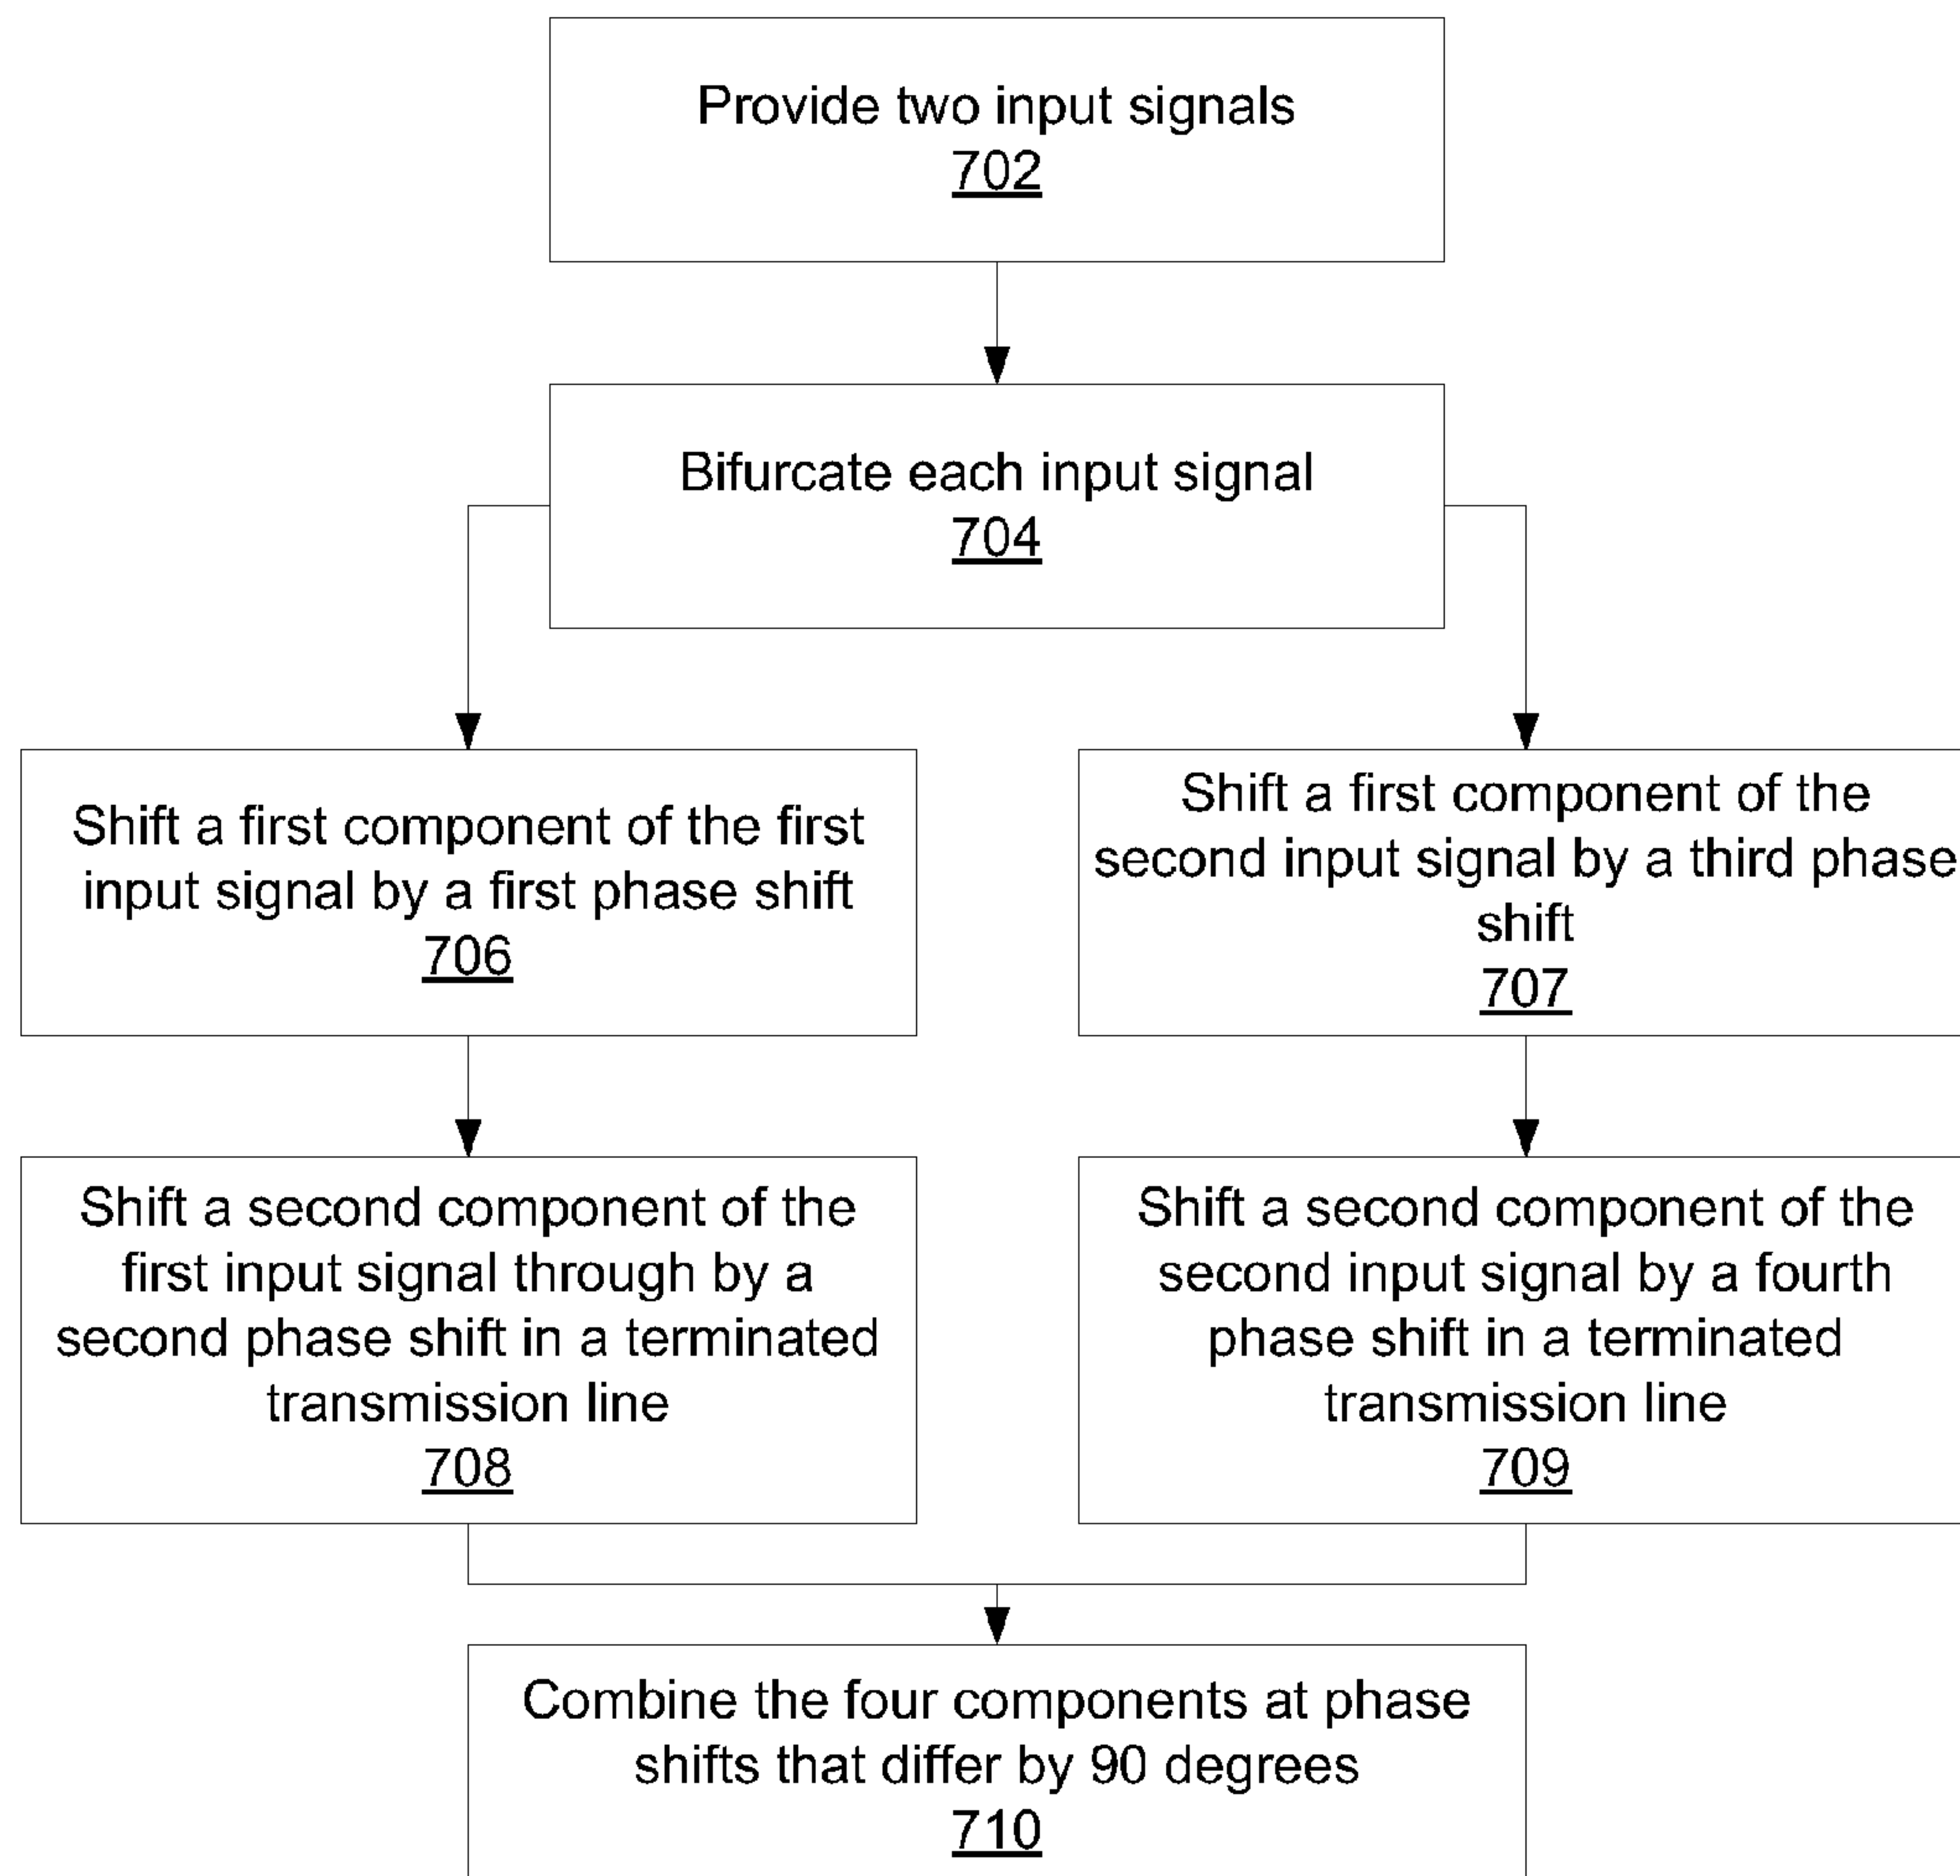 Provide two input signals
702
Bifurcate each input signal
704
Shift a first component of the first
input signal by a first phase shift
706
Shift a first component of the
second input signal by a third phase
shift
707
Shift a second component of the
first input signal through by a
second phase shift in a terminated
transmission line
708
Shift a second component of the
second input signal by a fourth
phase shift in a terminated
transmission line
709
Combine the four components at phase
shifts that differ by 90 degrees
710